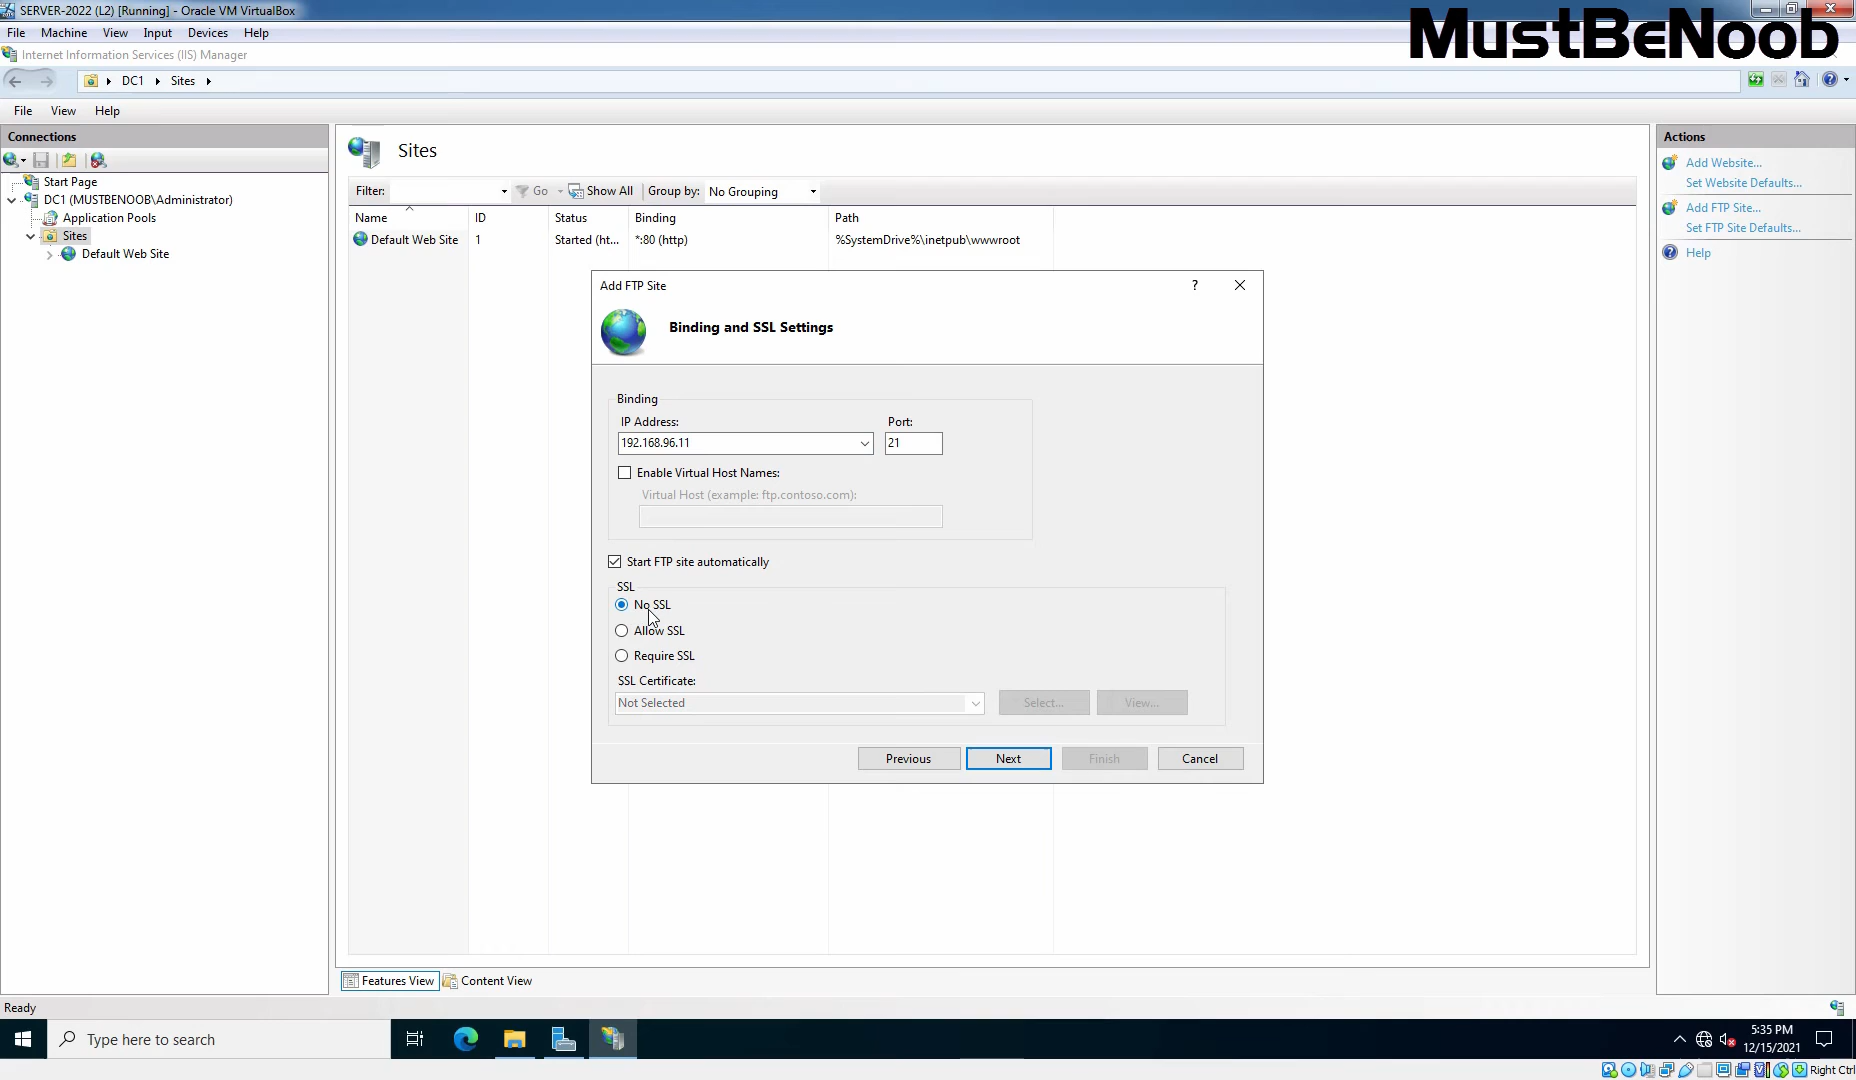 SERVER-2022 (L2) [Running] - Oracle VM VirtualBox
MustBeNoob
File Machine View Input Devices Help
Internet Information Services (IIS) Manager
DC1 Sites
File View Help
Connections
Start Page
DC1 (MUSTBENOOB\Administrator)
Application Pools
Sites
Default Web Site
Sites
Filter: Go Show All Group by: No Grouping
Name ID Status Binding Path
Default Web Site 1 Started (ht... *:80 (http) %SystemDrive%\inetpub\wwwroot
Add FTP Site ?
Binding and SSL Settings
Binding
IP Address: Port:
192.168.96.11 21
Enable Virtual Host Names:
Virtual Host (example: ftp.contoso.com):
Start FTP site automatically
SSL
No SSL
Allow SSL
Require SSL
SSL Certificate:
Not Selected Select... View...
Previous Next Finish Cancel
Actions
Add Website...
Set Website Defaults...
Add FTP Site...
Set FTP Site Defaults...
Help
Features View Content View
Ready
Type here to search
5:35 PM
12/15/2021
Right Ctrl